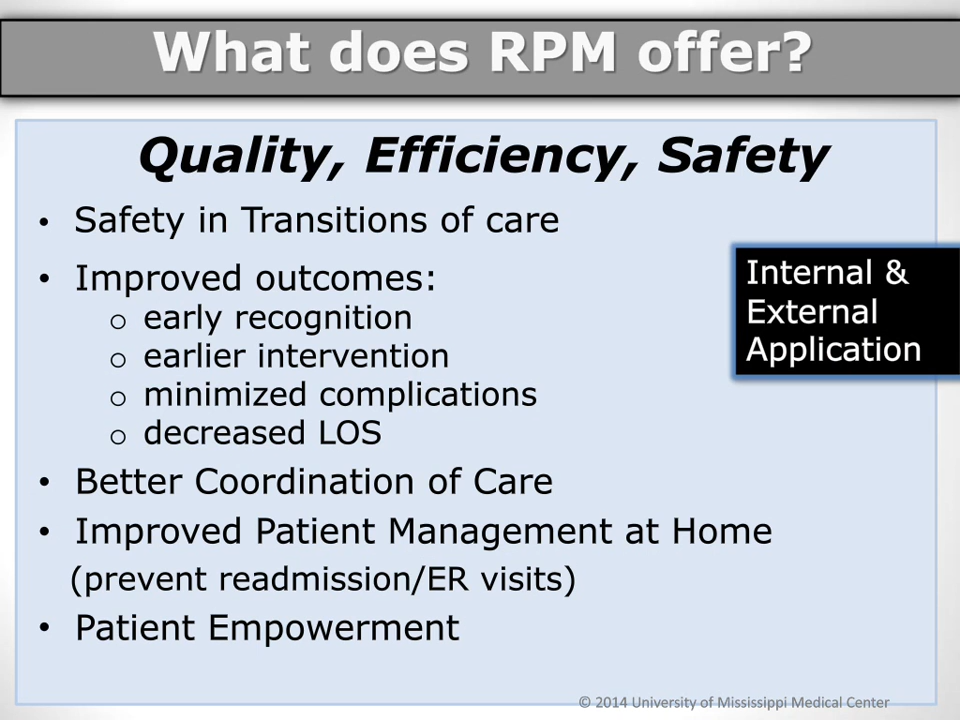 What does RPM offer?
Quality, Efficiency, Safety
• Safety in Transitions of care
• Improved outcomes:
o early recognition
o earlier intervention
o minimized complications
o decreased LOS
Internal &
External
Application
• Better Coordination of Care
• Improved Patient Management at Home
(prevent readmission/ER visits)
• Patient Empowerment
© 2014 University of Mississippi Medical Center